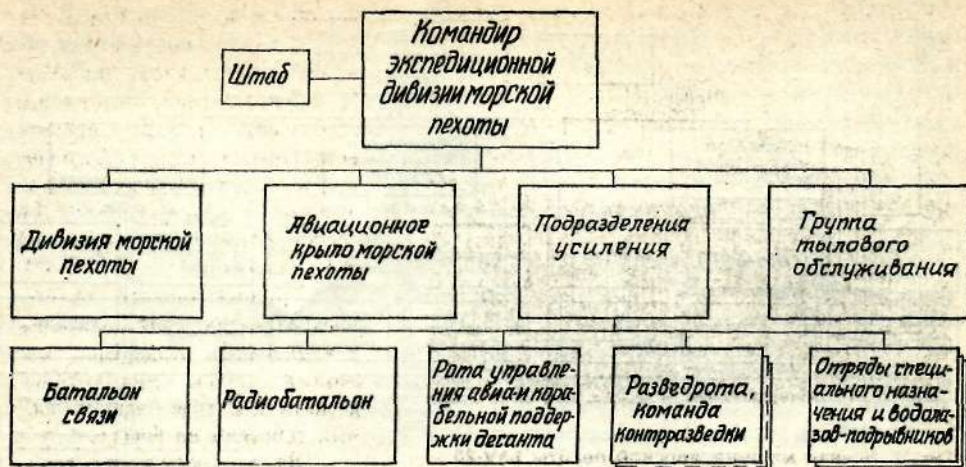 Командир
экспедиционной
дивизии морской
пехоты
Штаб
Дивизия морской
пехоты
Авиационное
крыло морской
пехоты
Подразделения
усиления
Группа
тылового
обслуживания
Батальон
связи
Радиобатальон
Рота управле-
ния авиа-и кора-
бельной поддер-
жки десанта
Разведрота,
команда
контрразведки
Отряды специ-
ального назна-
чения и водола-
зов-подрывников